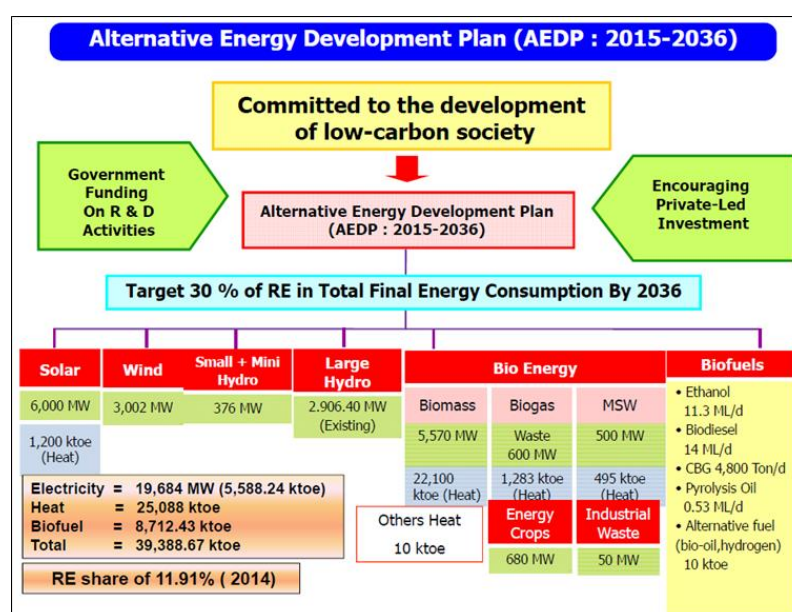 Alternative Energy Development Plan (AEDP : 2015-2036)
Committed to the development
of low-carbon society
Government
Funding
On R & D
Activities
Alternative Energy Development Plan
(AEDP : 2015-2036)
Encouraging
Private-Led
Investment
Target 30 % of RE in Total Final Energy Consumption By 2036
Solar
6,000 MW
1,200 ktoe
(Heat)
Wind
3,002 MW
Small + Mini
Hydro
376 MW
Large
Hydro
2.906.40 MW
(Existing)
Bio Energy
Biomass
5,570 MW
22,100
ktoe (Heat)
Biogas
Waste
600 MW
1,283 ktoe
(Heat)
Energy
Crops
680 MW
MSW
500 MW
495 ktoe
(Heat)
Industrial
Waste
50 MW
Biofuels
• Ethanol
11.3 ML/d
• Biodiesel
14 ML/d
• CBG 4,800 Ton/d
• Pyrolysis Oil
0.53 ML/d
• Alternative fuel
(bio-oil,hydrogen)
10 ktoe
Others Heat
10 ktoe
Electricity = 19,684 MW (5,588.24 ktoe)
Heat = 25,088 ktoe
Biofuel = 8,712.43 ktoe
Total = 39,388.67 ktoe
RE share of 11.91% ( 2014)